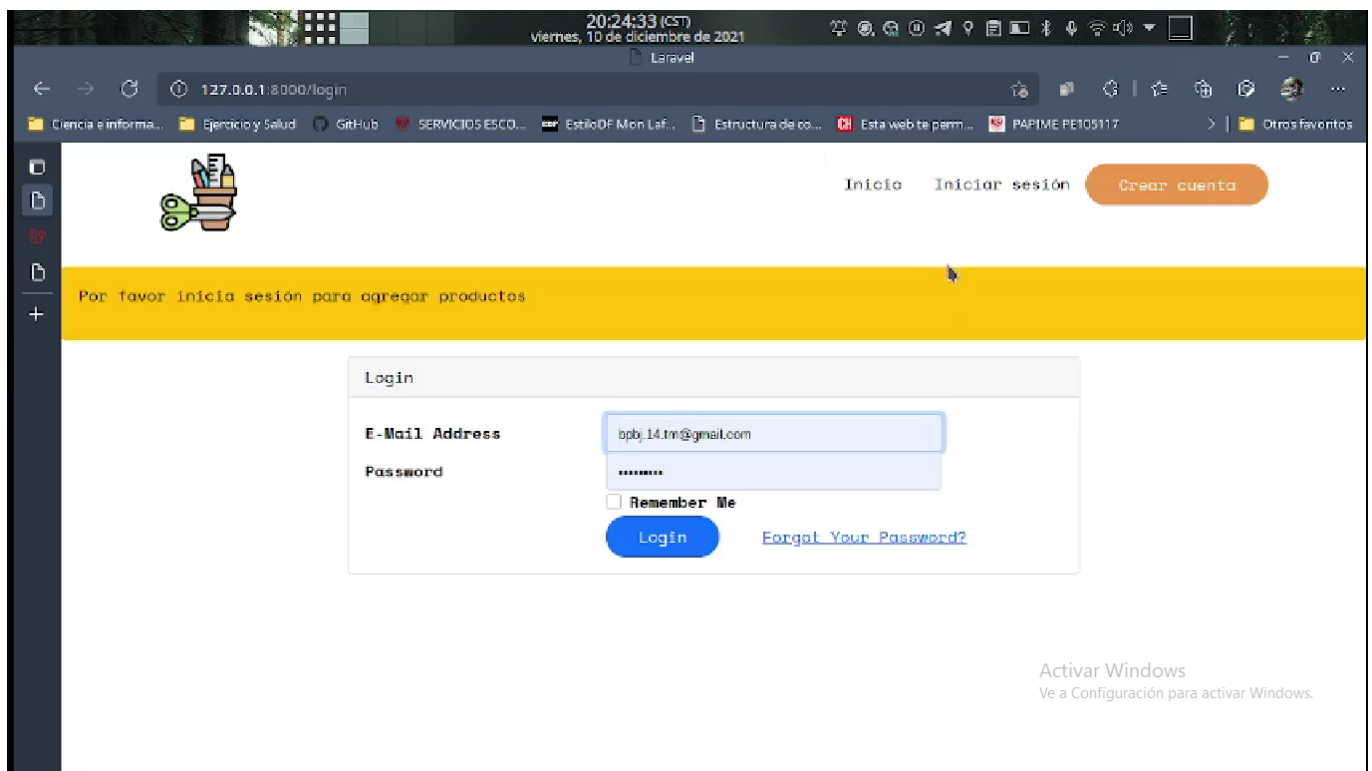 20:24:33 (CST)
viernes, 10 de diciembre de 2021
Laravel
127.0.0.1:8000/login
Ciencia e informa... Ejercicio y Salud GitHub SERVICIOS ESCO... EstiloDF Mon Laf... Estructura de co... Esta web te perm... PAPIME PE105117 Otros favoritos
Inicio Iniciar sesión Crear cuenta
Por favor inicia sesión para agregar productos
Login
E-Mail Address bpbj.14.tm@gmail.com
Password
Remember Me
Login Forgot Your Password?
Activar Windows
Ve a Configuración para activar Windows.